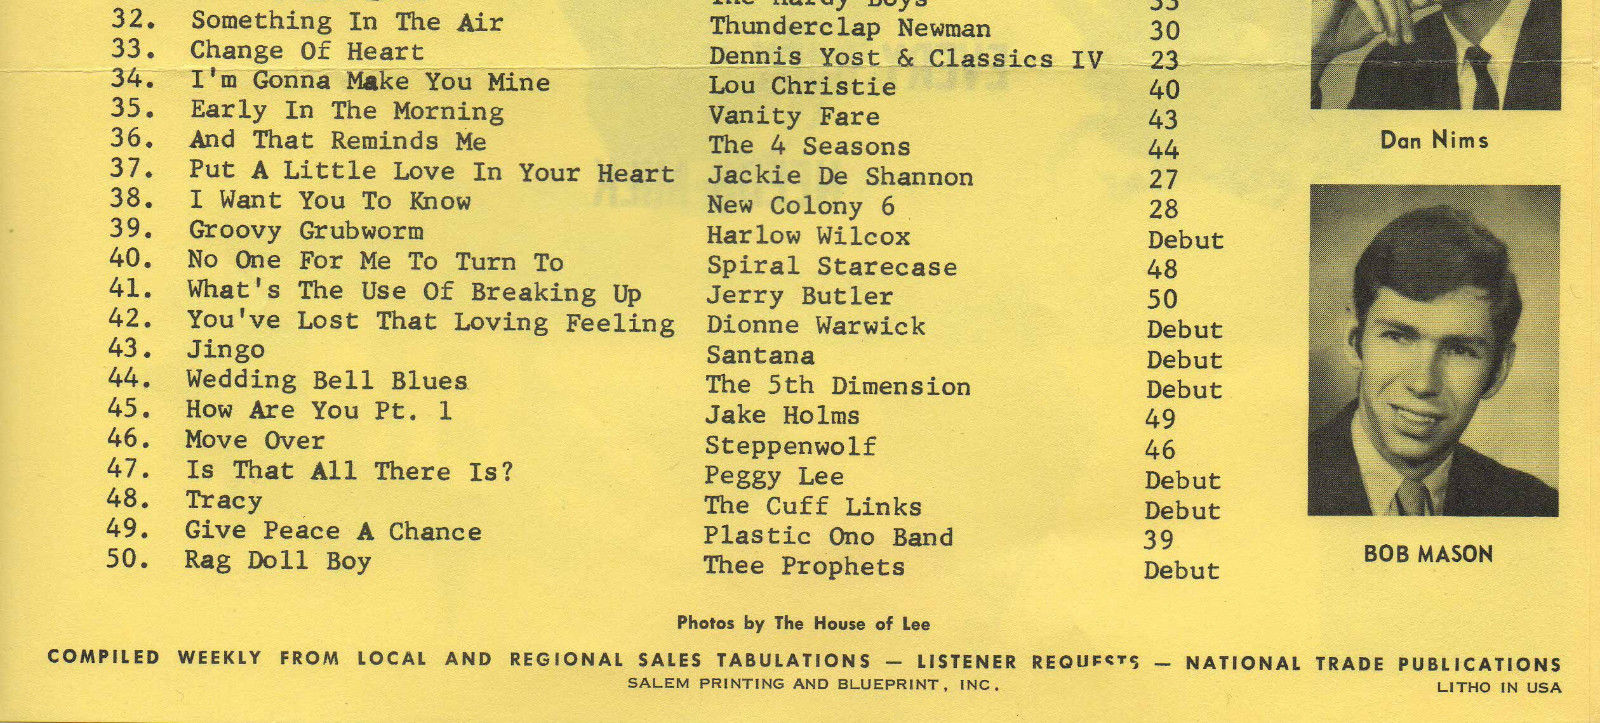 The Hardy Boys 33
32. Something In The Air Thunderclap Newman 30
33. Change Of Heart Dennis Yost & Classics IV 23
34. I'm Gonna Make You Mine Lou Christie 40
35. Early In The Morning Vanity Fare 43
36. And That Reminds Me The 4 Seasons 44
37. Put A Little Love In Your Heart Jackie De Shannon 27
38. I Want You To Know New Colony 6 28
39. Groovy Grubworm Harlow Wilcox Debut
40. No One For Me To Turn To Spiral Starecase 48
41. What's The Use Of Breaking Up Jerry Butler 50
42. You've Lost That Loving Feeling Dionne Warwick Debut
43. Jingo Santana Debut
44. Wedding Bell Blues The 5th Dimension Debut
45. How Are You Pt. 1 Jake Holms 49
46. Move Over Steppenwolf 46
47. Is That All There Is? Peggy Lee Debut
48. Tracy The Cuff Links Debut
49. Give Peace A Chance Plastic Ono Band 39
50. Rag Doll Boy Thee Prophets Debut
Dan Nims
BOB MASON
Photos by The House of Lee
COMPILED WEEKLY FROM LOCAL AND REGIONAL SALES TABULATIONS — LISTENER REQUESTS — NATIONAL TRADE PUBLICATIONS
SALEM PRINTING AND BLUEPRINT, INC.
LITHO IN USA